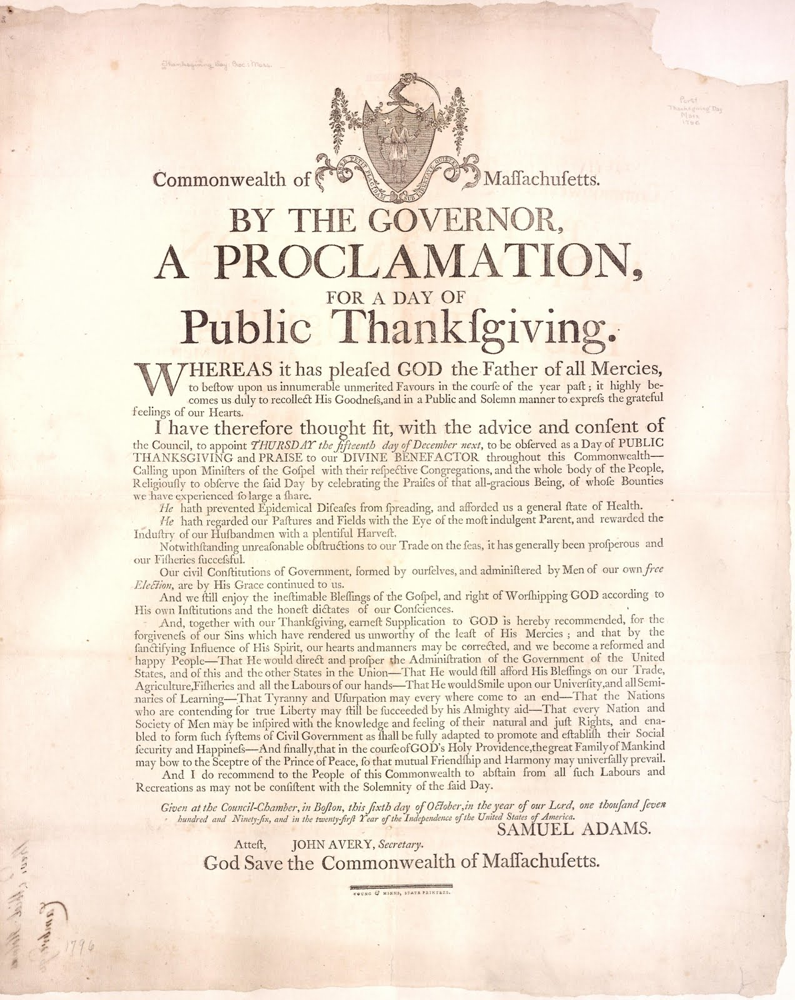 Thanksgiving Day. Proc: Mass.
Portf
Thanksgiving Day
Mass
1796
ENSE PETIT PLACIDAM SUB LIBERTATE QUIETEM
Commonwealth of Maſſachuſetts.
BY THE GOVERNOR,
A PROCLAMATION,
FOR A DAY OF
Public Thankſgiving.
WHEREAS it has pleaſed GOD the Father of all Mercies,
to beſtow upon us innumerable unmerited Favours in the courſe of the year paſt; it highly be-
comes us duly to recollect His Goodneſs, and in a Public and Solemn manner to expreſs the grateful
feelings of our Hearts.
I have therefore thought fit, with the advice and conſent of
the Council, to appoint THURSDAY the fifteenth day of December next, to be obſerved as a Day of PUBLIC
THANKSGIVING and PRAISE to our DIVINE BENEFACTOR throughout this Commonwealth—
Calling upon Miniſters of the Goſpel with their reſpective Congregations, and the whole body of the People,
Religiouſly to obſerve the ſaid Day by celebrating the Praiſes of that all-gracious Being, of whoſe Bounties
we have experienced ſo large a ſhare.
He hath prevented Epidemical Diſeaſes from ſpreading, and afforded us a general ſtate of Health.
He hath regarded our Paſtures and Fields with the Eye of the moſt indulgent Parent, and rewarded the
Induſtry of our Huſbandmen with a plentiful Harveſt.
Notwithſtanding unreaſonable obſtructions to our Trade on the ſeas, it has generally been proſperous and
our Fiſheries ſucceſsful.
Our civil Conſtitutions of Government, formed by ourſelves, and adminiſtered by Men of our own free
Election, are by His Grace continued to us.
And we ſtill enjoy the ineſtimable Bleſſings of the Goſpel, and right of Worſhipping GOD according to
His own Inſtitutions and the honeſt dictates of our Conſciences.
And, together with our Thankſgiving, earneſt Supplication to GOD is hereby recommended, for the
forgiveneſs of our Sins which have rendered us unworthy of the leaſt of His Mercies; and that by the
ſanctifying Influence of His Spirit, our hearts and manners may be corrected, and we become a reformed and
happy People—That He would direct and proſper the Adminiſtration of the Government of the United
States, and of this and the other States in the Union—That He would ſtill afford His Bleſſings on our Trade,
Agriculture, Fiſheries and all the Labours of our hands—That He would Smile upon our Univerſity, and all Semi-
naries of Learning—That Tyranny and Uſurpation may every where come to an end—That the Nations
who are contending for true Liberty may ſtill be ſucceeded by his Almighty aid—That every Nation and
Society of Men may be inſpired with the knowledge and feeling of their natural and juſt Rights, and ena-
bled to form ſuch ſyſtems of Civil Government as ſhall be fully adapted to promote and eſtabliſh their Social
ſecurity and Happineſs—And finally, that in the courſe of GOD'S Holy Providence, the great Family of Mankind
may bow to the Sceptre of the Prince of Peace, ſo that mutual Friendſhip and Harmony may univerſally prevail.
And I do recommend to the People of this Commonwealth to abſtain from all ſuch Labours and
Recreations as may not be conſiſtent with the Solemnity of the ſaid Day.
Given at the Council-Chamber, in Boſton, this ſixth day of October, in the year of our Lord, one thouſand ſeven
hundred and Ninety-ſix, and in the twenty-firſt Year of the Independence of the United States of America.
SAMUEL ADAMS.
Atteſt, JOHN AVERY, Secretary.
God Save the Commonwealth of Maſſachuſetts.
YOUNG & MINNS, STATE PRINTERS.
1796